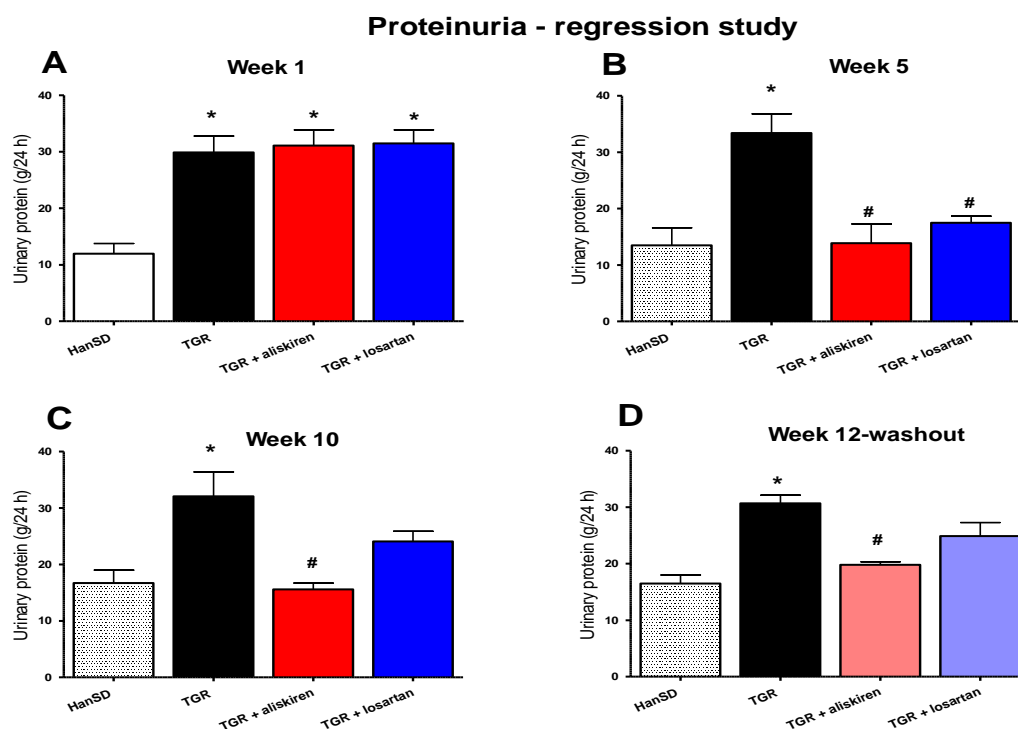 Proteinuria - regression study
A
Week 1
Urinary protein (g/24 h)
40
30
20
10
0
*
*
*
HanSD
TGR
TGR + aliskiren
TGR + losartan
B
Week 5
Urinary protein (g/24 h)
40
30
20
10
0
*
#
#
HanSD
TGR
TGR + aliskiren
TGR + losartan
C
Week 10
Urinary protein (g/24 h)
40
30
20
10
0
*
#
HanSD
TGR
TGR + aliskiren
TGR + losartan
D
Week 12-washout
Urinary protein (g/24 h)
40
30
20
10
0
*
#
HanSD
TGR
TGR + aliskiren
TGR + losartan